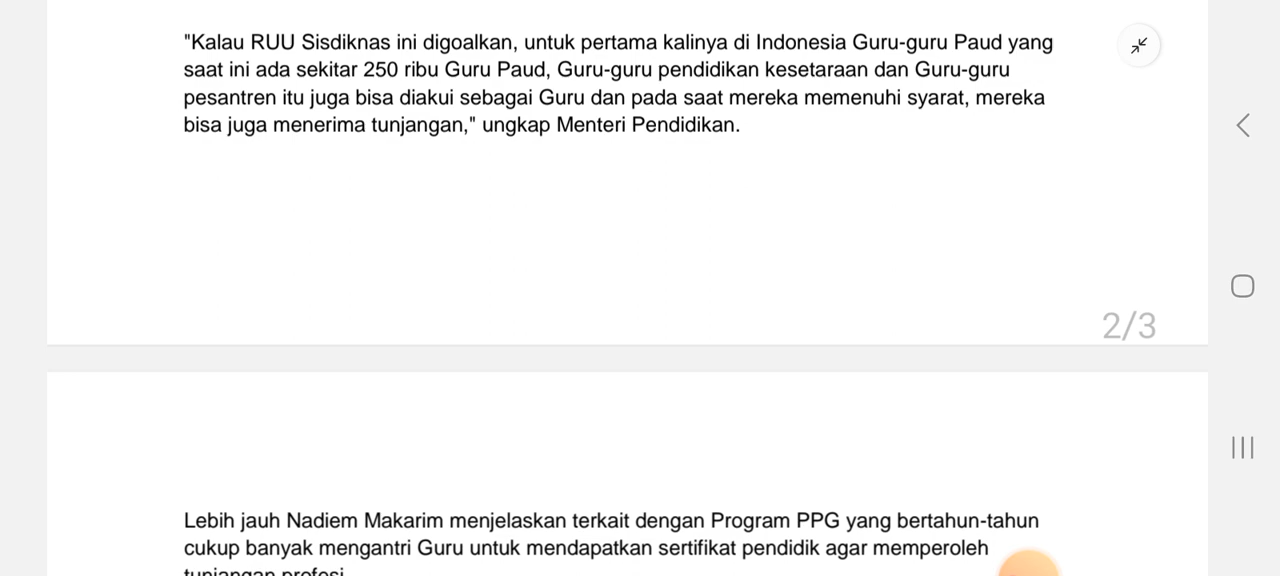 "Kalau RUU Sisdiknas ini digoalkan, untuk pertama kalinya di Indonesia Guru-guru Paud yang
saat ini ada sekitar 250 ribu Guru Paud, Guru-guru pendidikan kesetaraan dan Guru-guru
pesantren itu juga bisa diakui sebagai Guru dan pada saat mereka memenuhi syarat, mereka
bisa juga menerima tunjangan," ungkap Menteri Pendidikan.
2/3
Lebih jauh Nadiem Makarim menjelaskan terkait dengan Program PPG yang bertahun-tahun
cukup banyak mengantri Guru untuk mendapatkan sertifikat pendidik agar memperoleh
tunjangan profesi